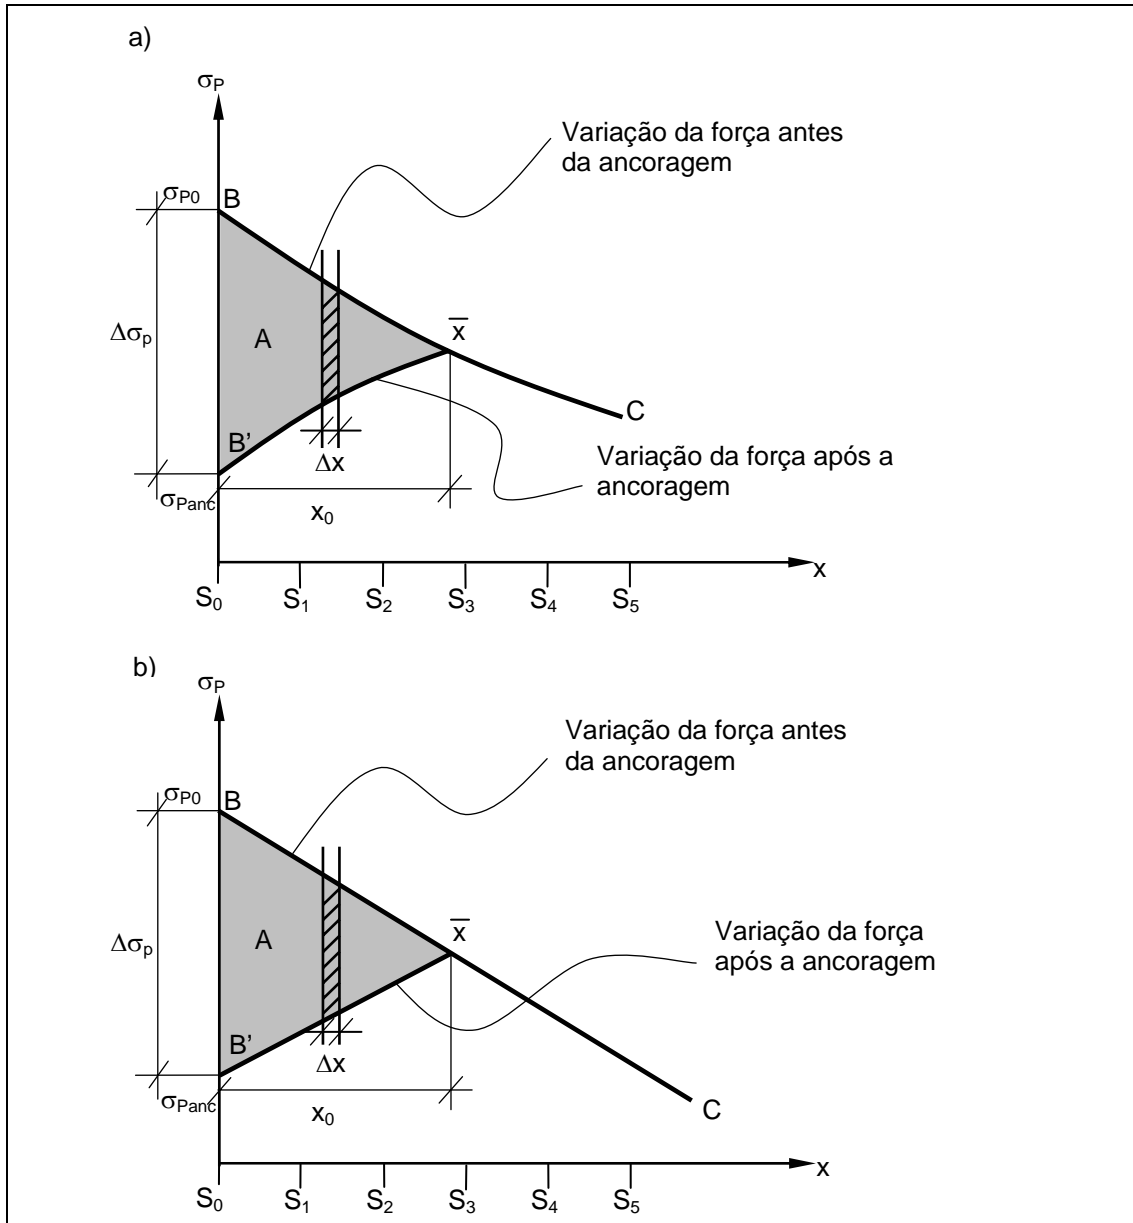 a)
σP
Variação da força antes
da ancoragem
σP0
B
Δσp
A
x̅
C
B'
Δx
Variação da força após a
ancoragem
σPanc
x0
x
S0 S1 S2 S3 S4 S5
b)
σP
Variação da força antes
da ancoragem
σP0
B
Δσp
A
x̅
Variação da força
após a ancoragem
B'
Δx
σPanc
x0
C
x
S0 S1 S2 S3 S4 S5